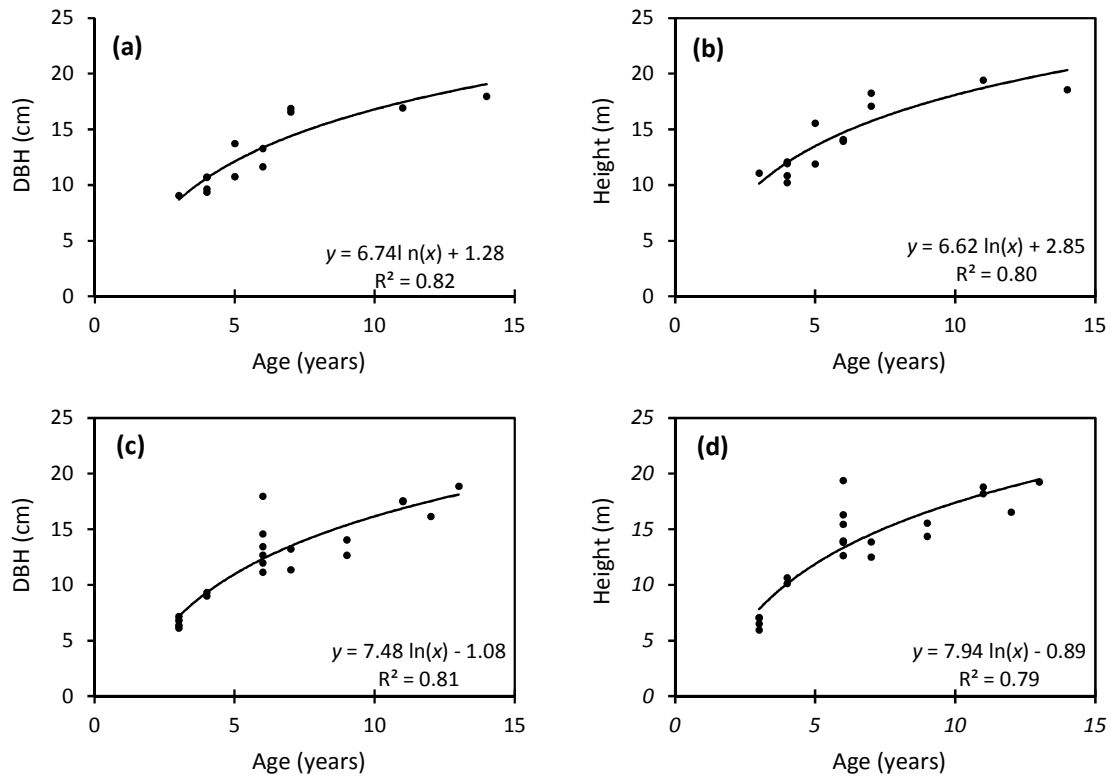 (a)
25
20
15
10
5
0
DBH (cm)
y = 6.74l n(x) + 1.28
R² = 0.82
0 5 10 15
Age (years)
(b)
25
20
15
10
5
0
Height (m)
y = 6.62 ln(x) + 2.85
R² = 0.80
0 5 10 15
Age (years)
(c)
25
20
15
10
5
0
DBH (cm)
y = 7.48 ln(x) - 1.08
R² = 0.81
0 5 10 15
Age (years)
(d)
25
20
15
10
5
0
Height (m)
y = 7.94 ln(x) - 0.89
R² = 0.79
0 5 10 15
Age (years)